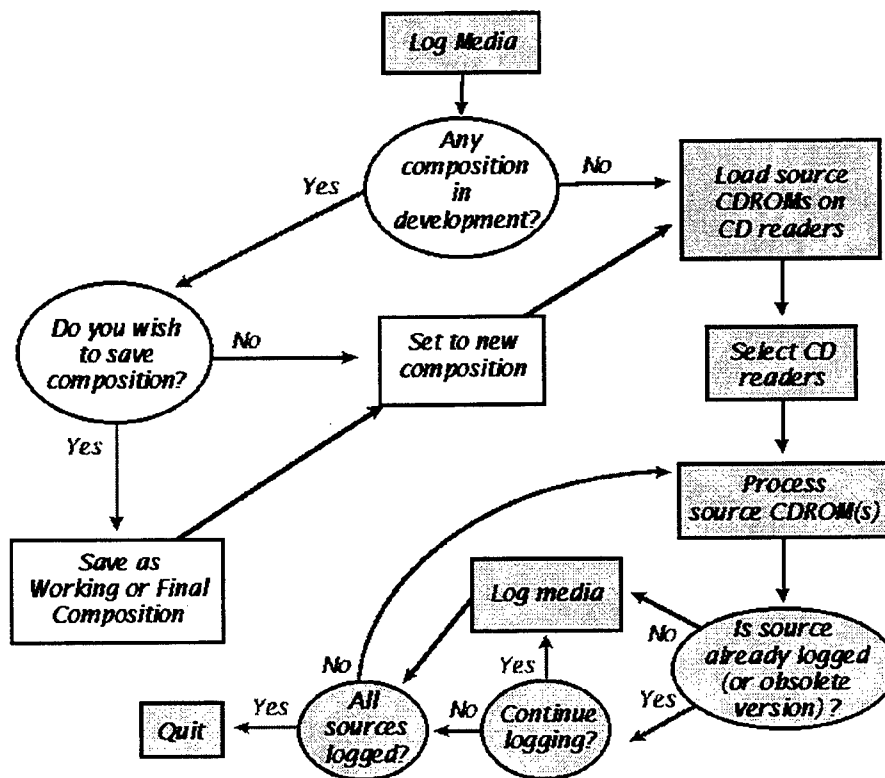 Log Media
Any
composition
in
development?
Yes
No
Load source
CDROMs on
CD readers
Do you wish
to save
composition?
No
Set to new
composition
Select CD
readers
Yes
Process
source CDROM(s)
Save as
Working or Final
Composition
Log media
No
Is source
already logged
(or obsolete
version) ?
Yes
Yes
Continue
logging?
No
No
All
sources
logged?
Yes
Quit